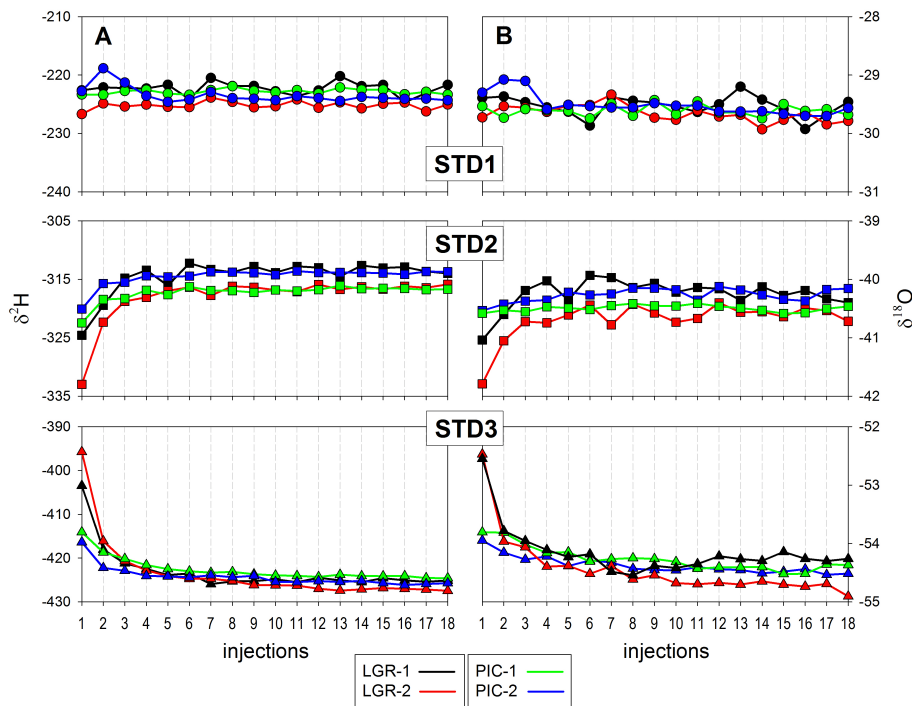 A
B
-210
-220
-230
-240
-28
-29
-30
-31
STD1
-305
-315
-325
-335
-39
-40
-41
-42
STD2
δ²H
δ¹⁸O
-390
-400
-410
-420
-430
-52
-53
-54
-55
STD3
1 2 3 4 5 6 7 8 9 10 11 12 13 14 15 16 17 18
1 2 3 4 5 6 7 8 9 10 11 12 13 14 15 16 17 18
injections
injections
LGR-1
LGR-2
PIC-1
PIC-2